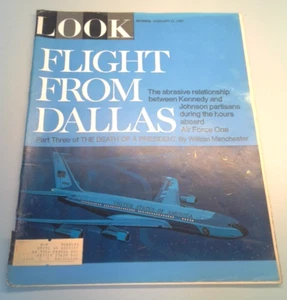 LOOK
FLIGHT
FROM
DALLAS
The abrasive relationship
between Kennedy and
Johnson partisans
during the hours
aboard
Air Force One
Part Three of THE DEATH OF A PRESIDENT By William Manchester